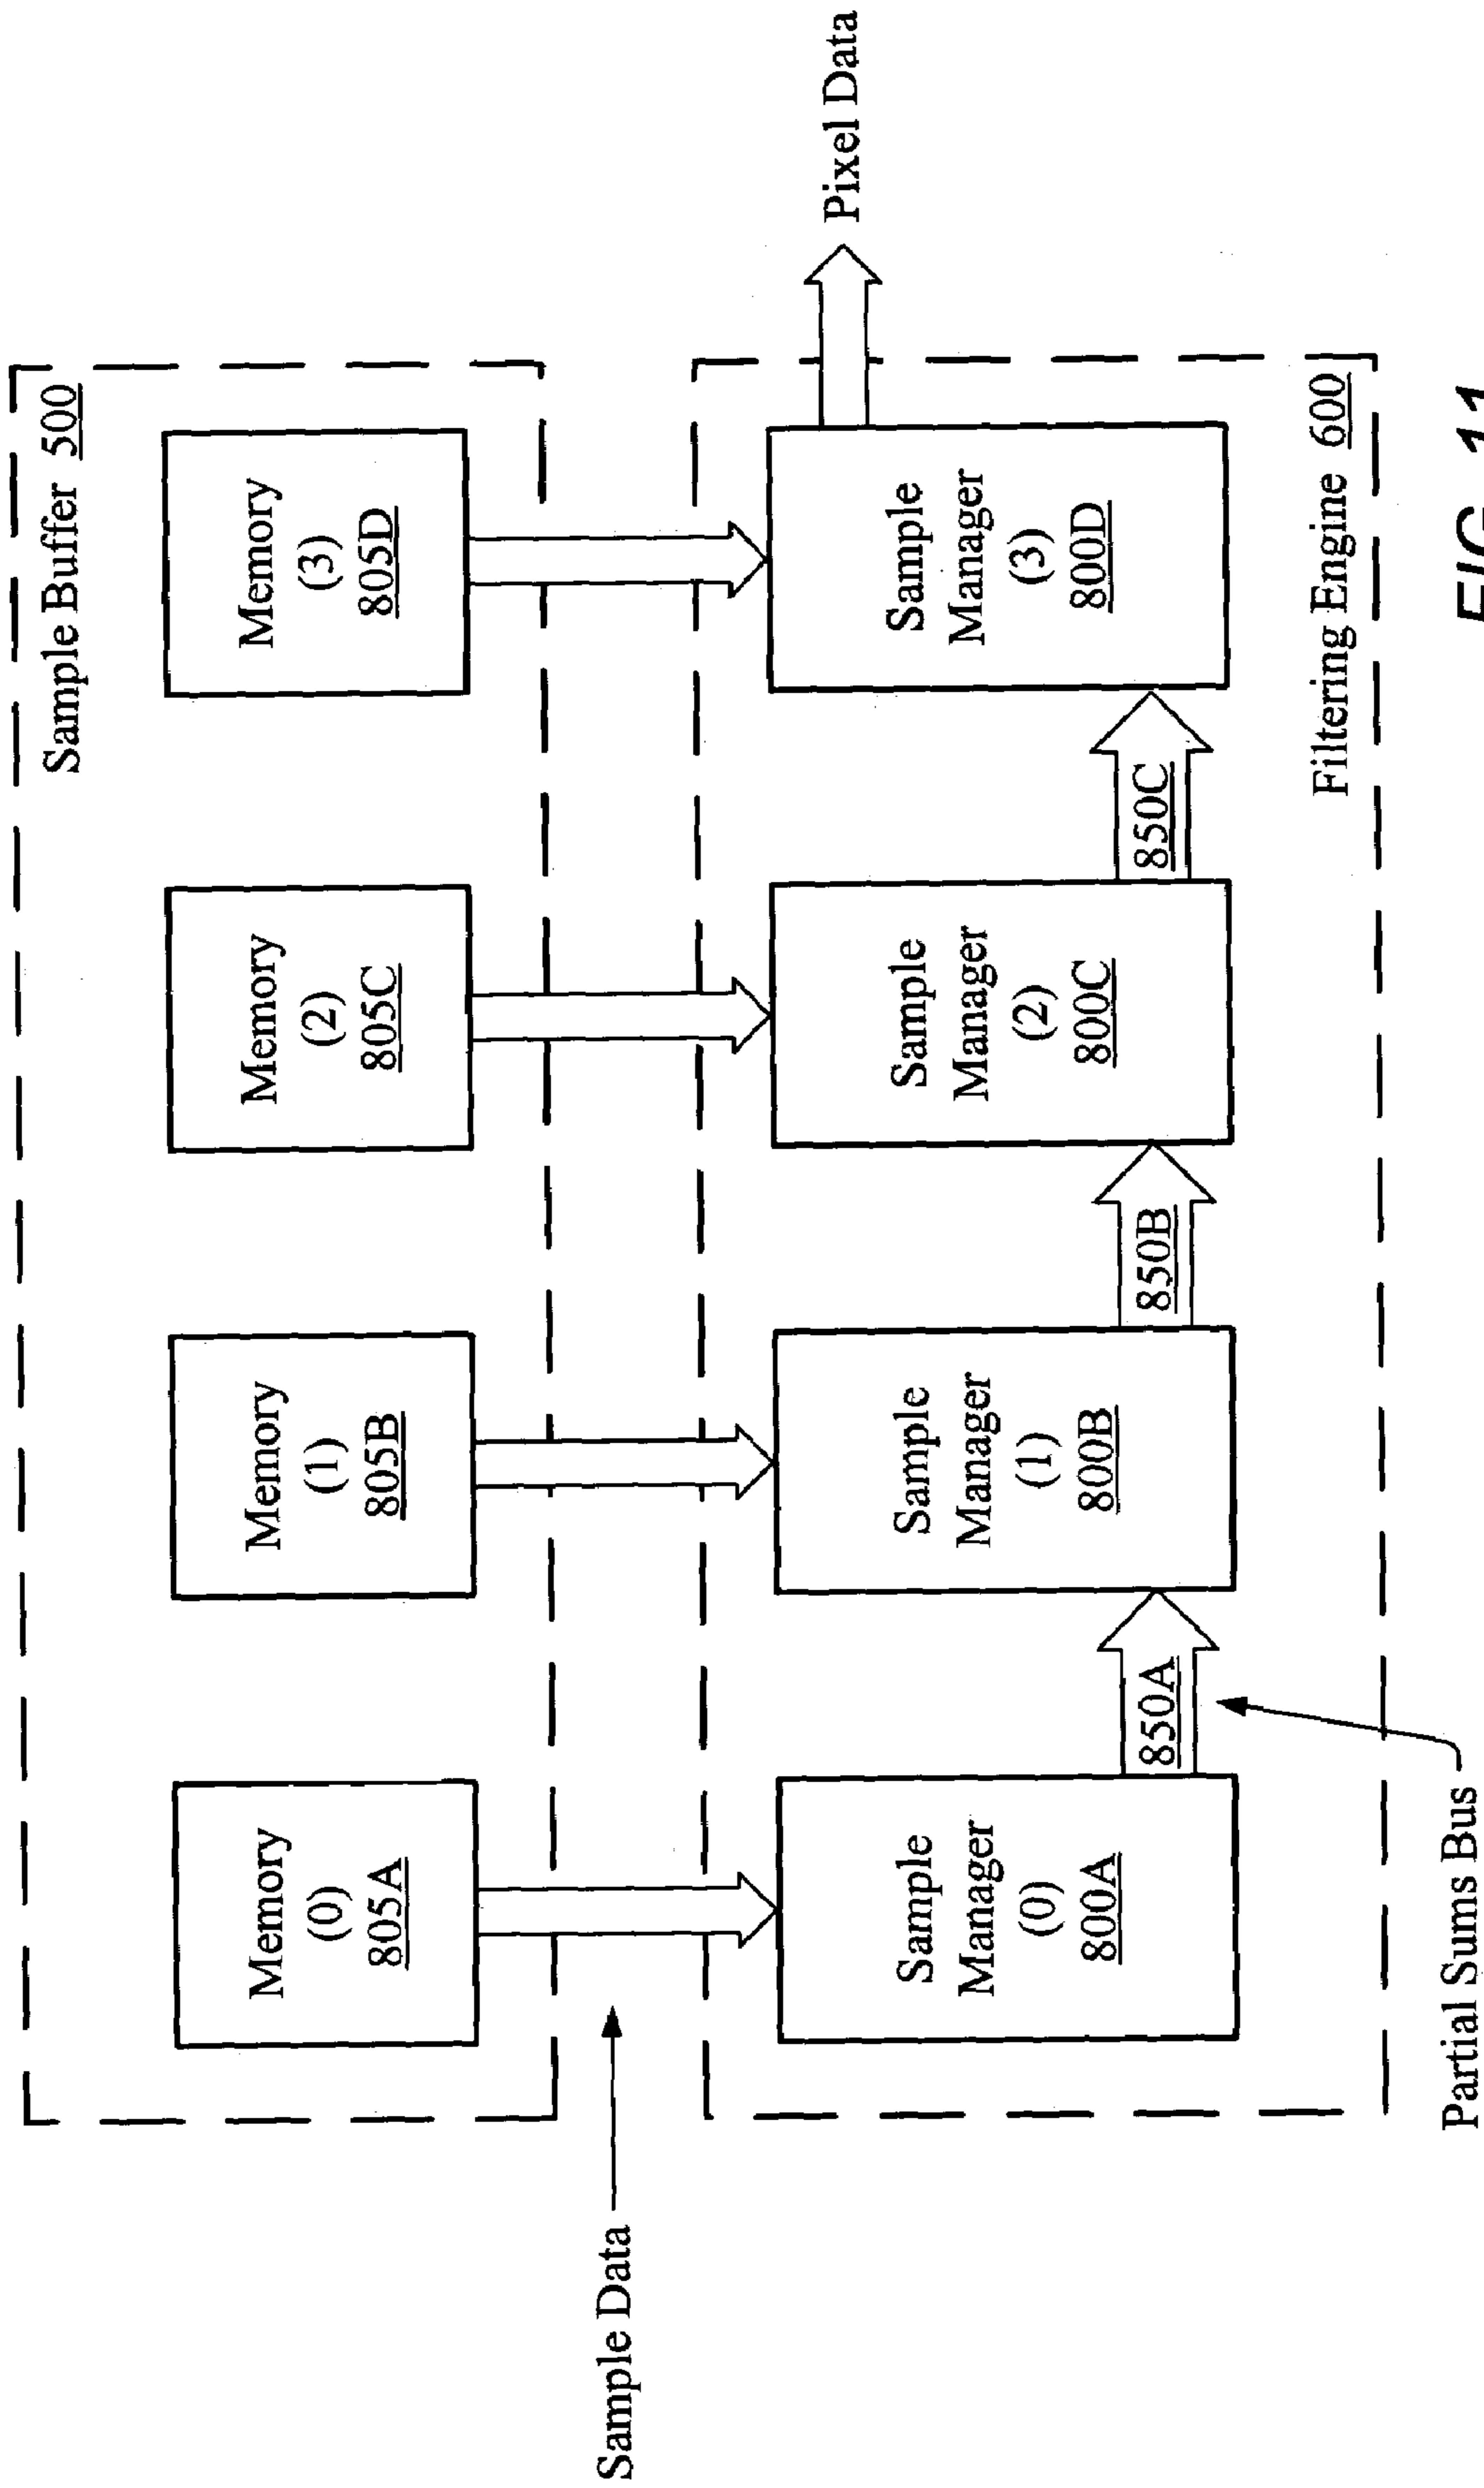 Sample Buffer 500
Memory
(0)
805A
Memory
(1)
805B
Memory
(2)
805C
Memory
(3)
805D
Sample Data
Pixel Data
Sample
Manager
(0)
800A
Sample
Manager
(1)
800B
Sample
Manager
(2)
800C
Sample
Manager
(3)
800D
850A
850B
850C
Filtering Engine 600
Partial Sums Bus
FIG. 11